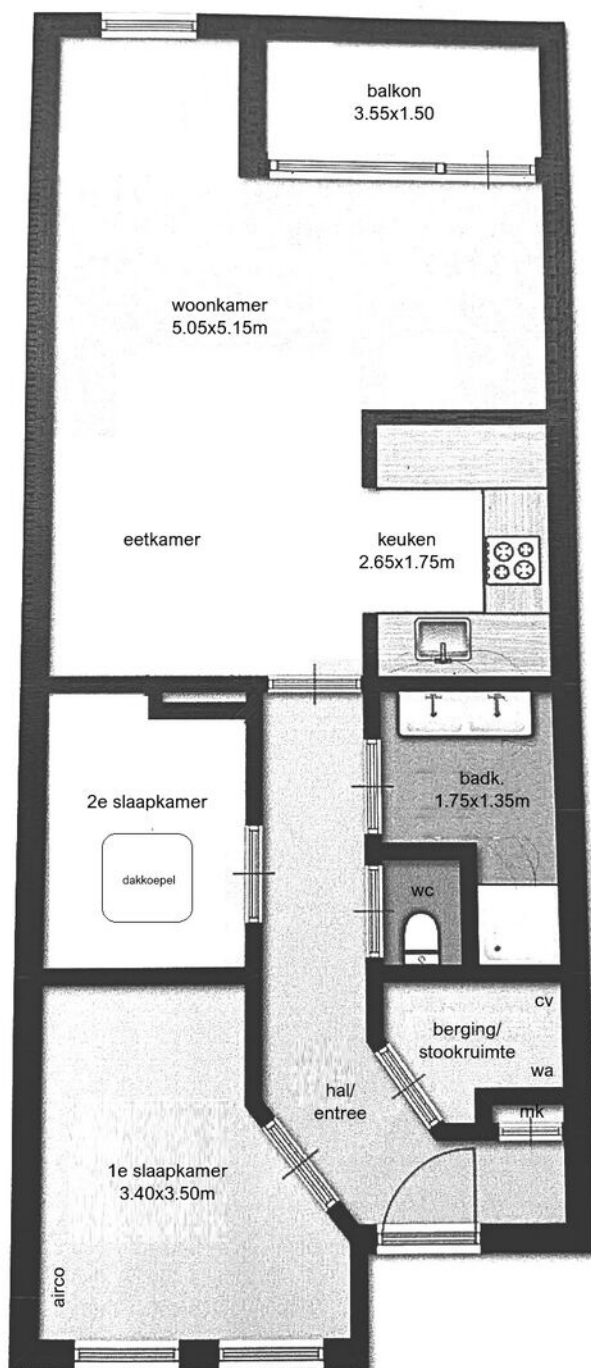 balkon
3.55x1.50
woonkamer
5.05x5.15m
eetkamer
keuken
2.65x1.75m
2e slaapkamer
dakkoepel
badk.
1.75x1.35m
wc
cv
berging/
stookruimte
wa
mk
hal/
entree
1e slaapkamer
3.40x3.50m
airco